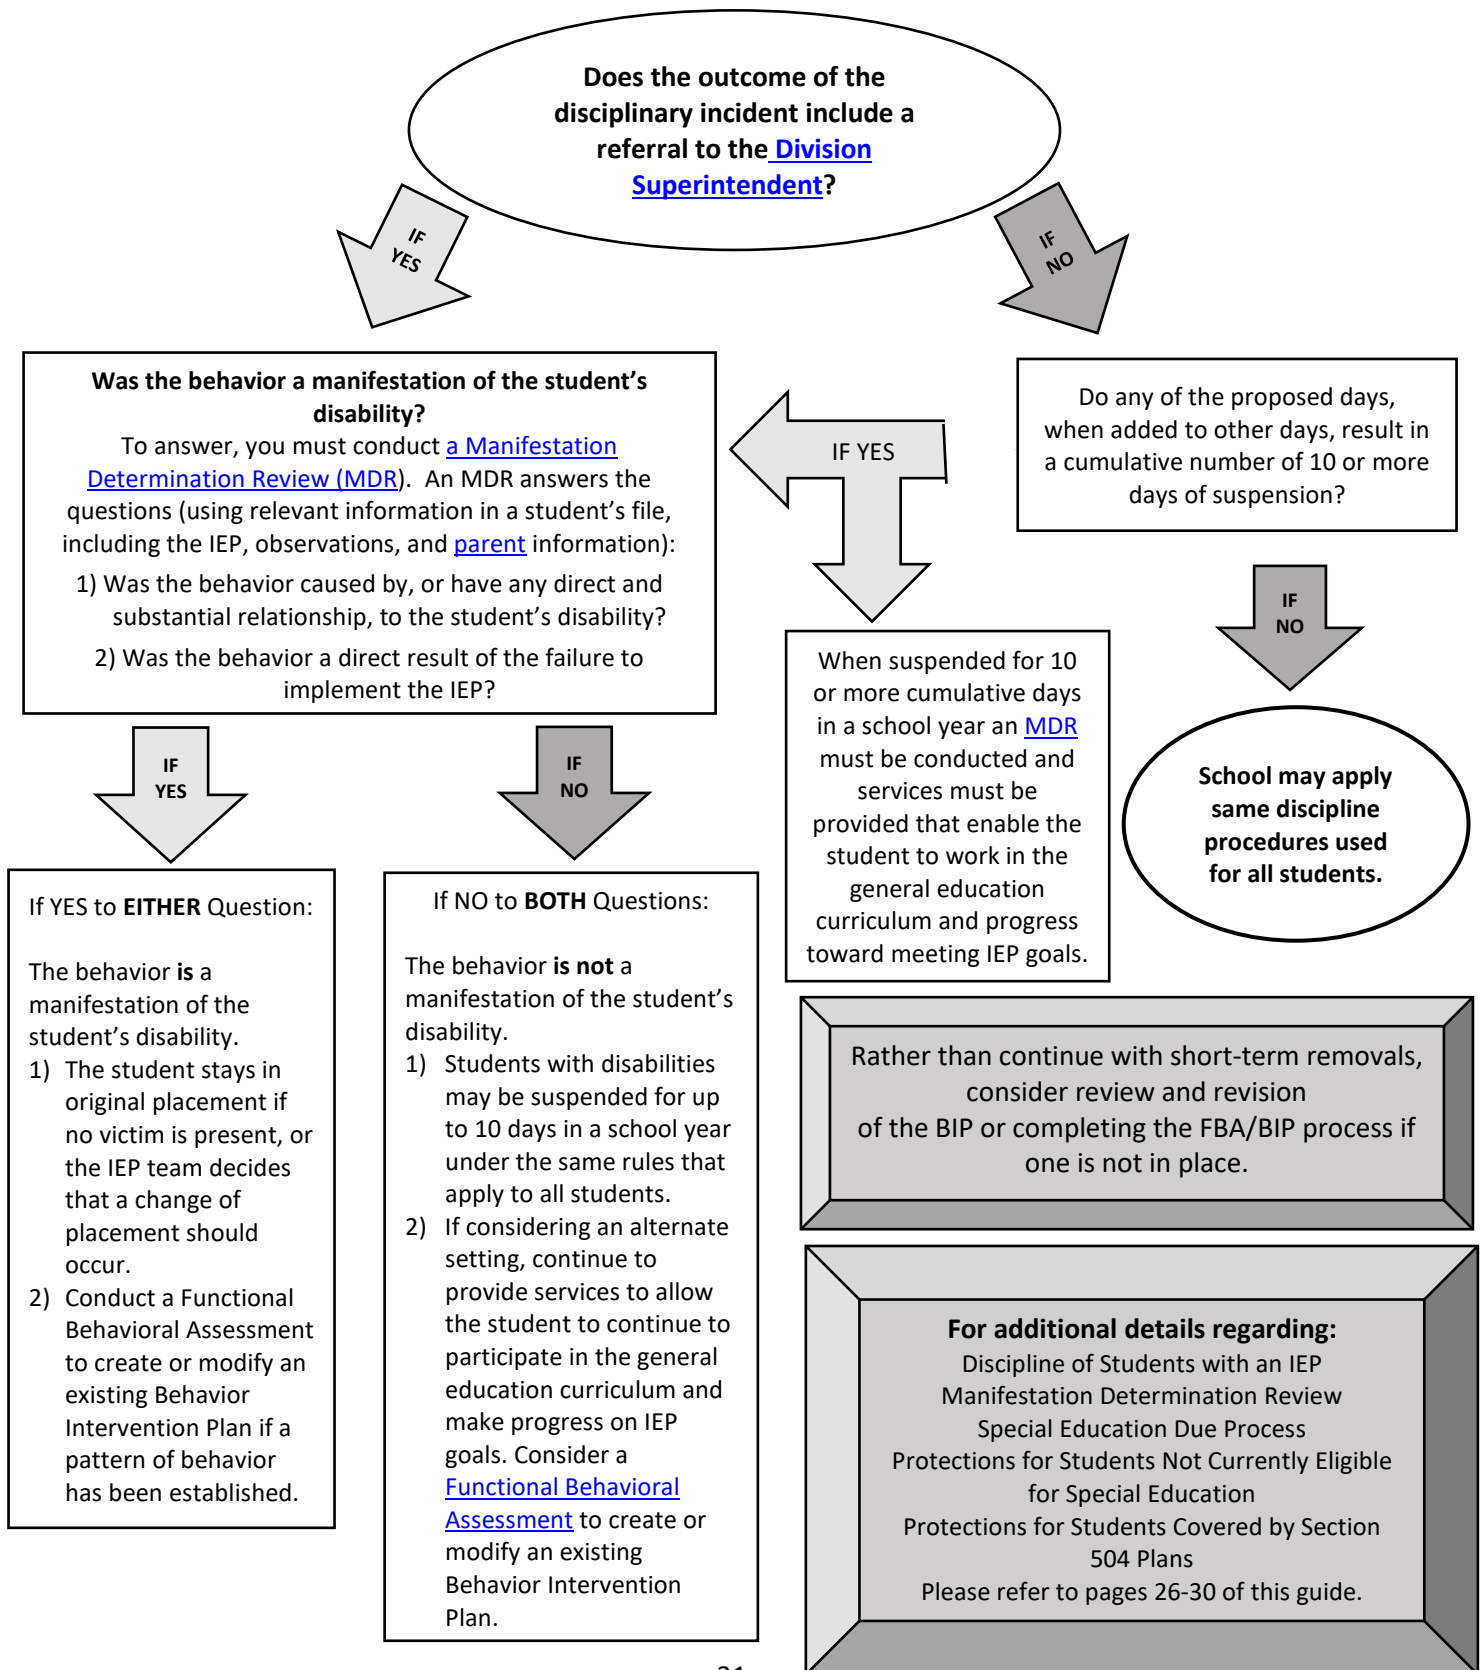 Does the outcome of the
disciplinary incident include a
referral to the Division
Superintendent?
IF
YES
IF
NO
Was the behavior a manifestation of the student's
disability?
To answer, you must conduct a Manifestation
Determination Review (MDR).  An MDR answers the
questions (using relevant information in a student's file,
including the IEP, observations, and parent information):
1) Was the behavior caused by, or have any direct and
substantial relationship, to the student's disability?
2) Was the behavior a direct result of the failure to
implement the IEP?
IF YES
Do any of the proposed days,
when added to other days, result in
a cumulative number of 10 or more
days of suspension?
IF
NO
When suspended for 10
or more cumulative days
in a school year an MDR
must be conducted and
services must be
provided that enable the
student to work in the
general education
curriculum and progress
toward meeting IEP goals.
School may apply
same discipline
procedures used
for all students.
IF
YES
IF
NO
If YES to EITHER Question:
The behavior is a
manifestation of the
student's disability.
1) The student stays in
original placement if
no victim is present, or
the IEP team decides
that a change of
placement should
occur.
2) Conduct a Functional
Behavioral Assessment
to create or modify an
existing Behavior
Intervention Plan if a
pattern of behavior
has been established.
If NO to BOTH Questions:
The behavior is not a
manifestation of the student's
disability.
1) Students with disabilities
may be suspended for up
to 10 days in a school year
under the same rules that
apply to all students.
2) If considering an alternate
setting, continue to
provide services to allow
the student to continue to
participate in the general
education curriculum and
make progress on IEP
goals. Consider a
Functional Behavioral
Assessment to create or
modify an existing
Behavior Intervention
Plan.
Rather than continue with short-term removals,
consider review and revision
of the BIP or completing the FBA/BIP process if
one is not in place.
For additional details regarding:
Discipline of Students with an IEP
Manifestation Determination Review
Special Education Due Process
Protections for Students Not Currently Eligible
for Special Education
Protections for Students Covered by Section
504 Plans
Please refer to pages 26-30 of this guide.